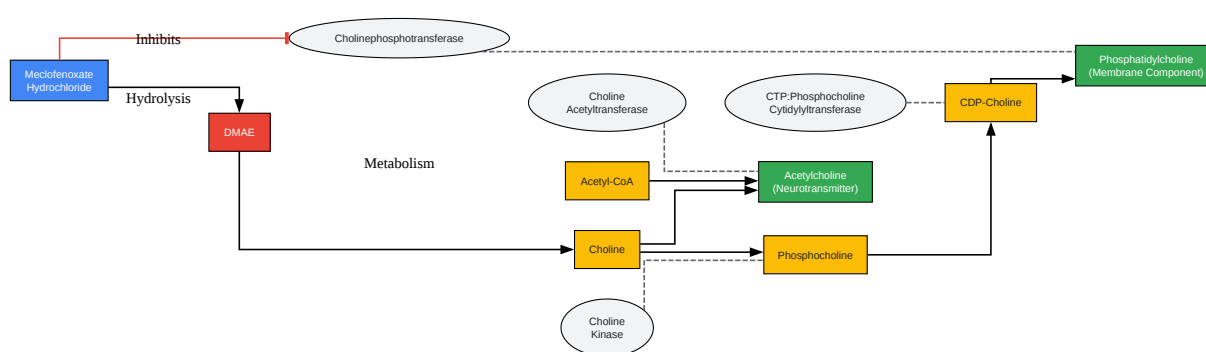 Inhibits
Cholinephosphotransferase
Phosphatidylcholine
(Membrane Component)
Meclofenoxate
Hydrochloride
Hydrolysis
Choline
Acetyltransferase
CTP:Phosphocholine
Cytidylyltransferase
CDP-Choline
DMAE
Metabolism
Acetyl-CoA
Acetylcholine
(Neurotransmitter)
Choline
Phosphocholine
Choline
Kinase